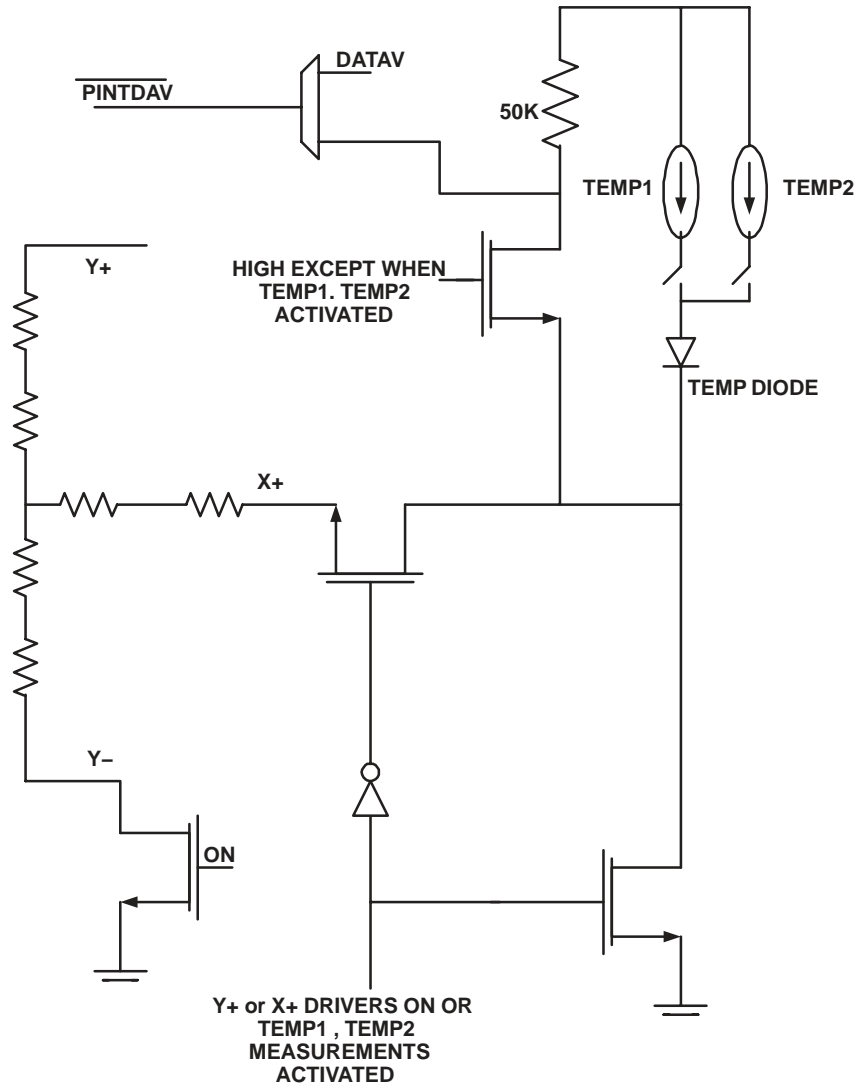 DATAV
PINTDAV
50K
TEMP1
TEMP2
Y+
HIGH EXCEPT WHEN
TEMP1. TEMP2
ACTIVATED
TEMP DIODE
X+
Y–
ON
Y+ or X+ DRIVERS ON OR
TEMP1 , TEMP2
MEASUREMENTS
ACTIVATED